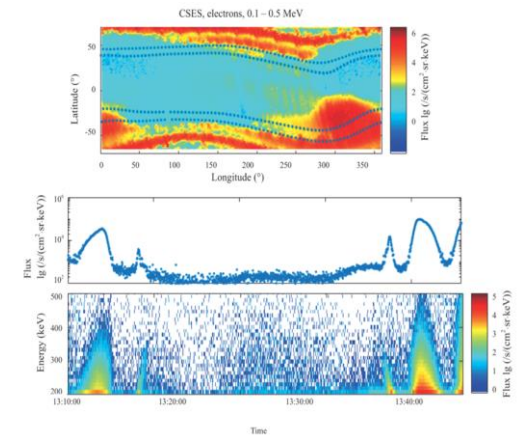 CSES, electrons, 0.1 – 0.5 MeV
50
0
-50
Latitude (°)
0 50 100 150 200 250 300 350
Longitude (°)
6
4
2
0
Flux lg (/s/(cm² sr keV))
Flux
lg (/s/(cm² sr keV))
Energy (keV)
500
400
300
200
13:10:00 13:20:00 13:30:00 13:40:00
Time
5
4
3
2
1
0
Flux lg (/s/(cm² sr keV))